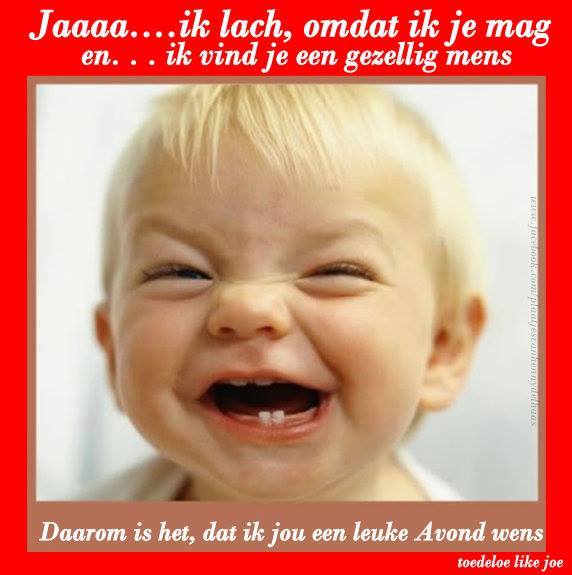 Jaaaa....ik lach, omdat ik je mag
en. . . ik vind je een gezellig mens
Daarom is het, dat ik jou een leuke Avond wens
toedeloe like joe